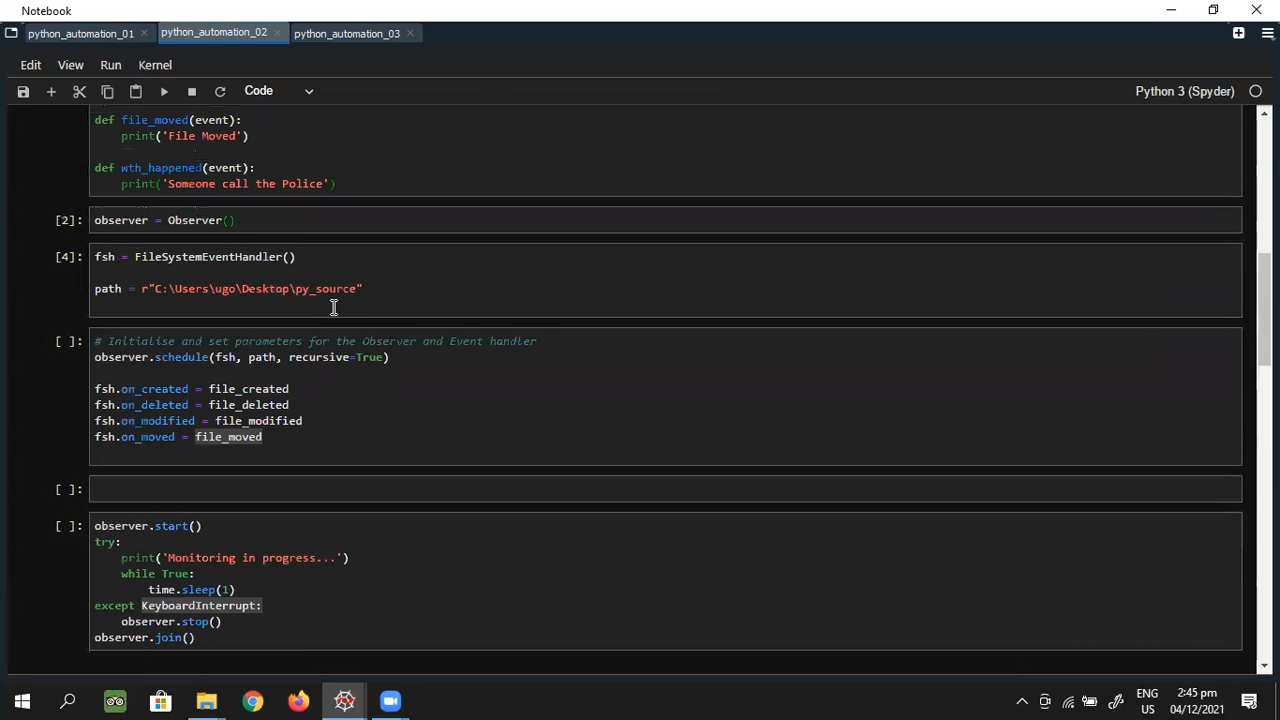 Notebook
python_automation_01
python_automation_02
python_automation_03
Edit View Run Kernel
Code
Python 3 (Spyder)
def file_moved(event):
print('File Moved')
def wth_happened(event):
print('Someone call the Police')
[2]: observer = Observer()
[4]: fsh = FileSystemEventHandler()
path = r"C:\Users\ugo\Desktop\py_source"
[ ]: # Initialise and set parameters for the Observer and Event handler
observer.schedule(fsh, path, recursive=True)
fsh.on_created = file_created
fsh.on_deleted = file_deleted
fsh.on_modified = file_modified
fsh.on_moved = file_moved
[ ]:
[ ]: observer.start()
try:
print('Monitoring in progress...')
while True:
time.sleep(1)
except KeyboardInterrupt:
observer.stop()
observer.join()
ENG
US
2:45 pm
04/12/2021